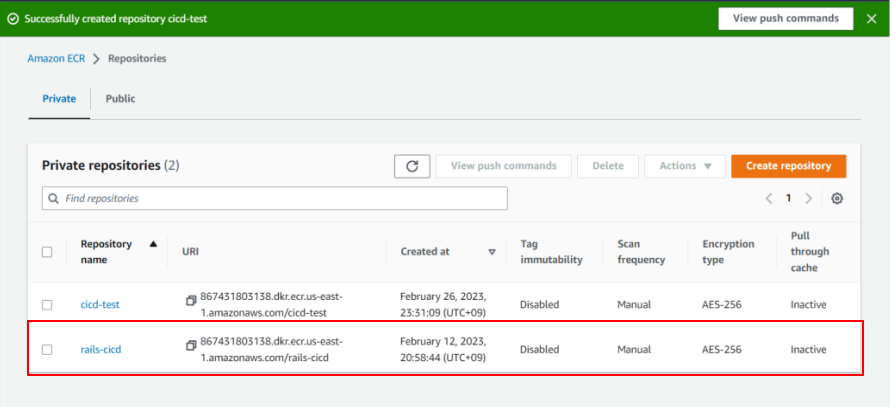 Successfully created repository cicd-test
View push commands
Amazon ECR > Repositories
Private
Public
Private repositories (2)
View push commands
Delete
Actions
Create repository
Find repositories
1
Repository name
URI
Created at
Tag immutability
Scan frequency
Encryption type
Pull through cache
cicd-test
867431803138.dkr.ecr.us-east-
1.amazonaws.com/cicd-test
February 26, 2023,
23:31:09 (UTC+09)
Disabled
Manual
AES-256
Inactive
rails-cicd
867431803138.dkr.ecr.us-east-
1.amazonaws.com/rails-cicd
February 12, 2023,
20:58:44 (UTC+09)
Disabled
Manual
AES-256
Inactive